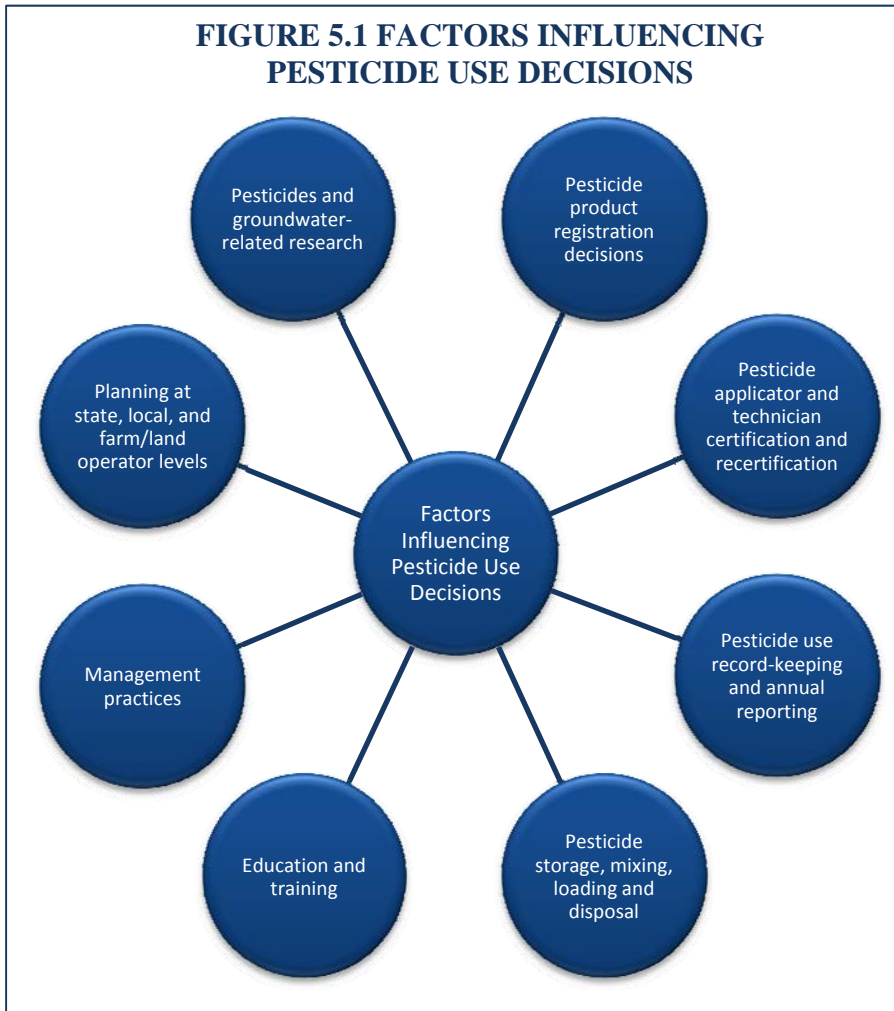 FIGURE 5.1 FACTORS INFLUENCING
PESTICIDE USE DECISIONS
Pesticides and
groundwater-
related research
Pesticide
product
registration
decisions
Planning at
state, local, and
farm/land
operator levels
Pesticide
applicator and
technician
certification and
recertification
Factors
Influencing
Pesticide Use
Decisions
Management
practices
Pesticide use
record-keeping
and annual
reporting
Education and
training
Pesticide
storage, mixing,
loading and
disposal